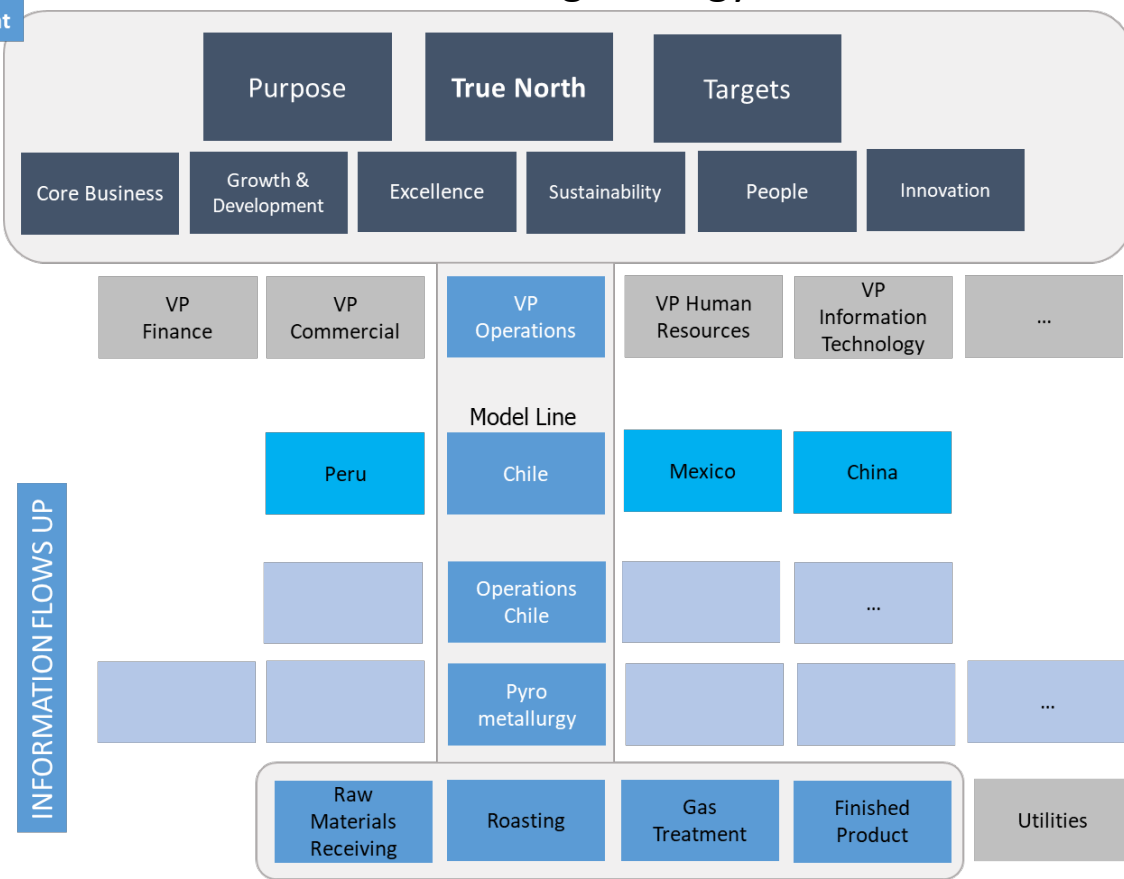 Purpose
True North
Targets
Core Business
Growth &
Development
Excellence
Sustainability
People
Innovation
VP
Finance
VP
Commercial
VP
Operations
VP Human
Resources
VP
Information
Technology
...
Model Line
Peru
Chile
Mexico
China
INFORMATION FLOWS UP
Operations
Chile
...
Pyro
metallurgy
...
Raw
Materials
Receiving
Roasting
Gas
Treatment
Finished
Product
Utilities